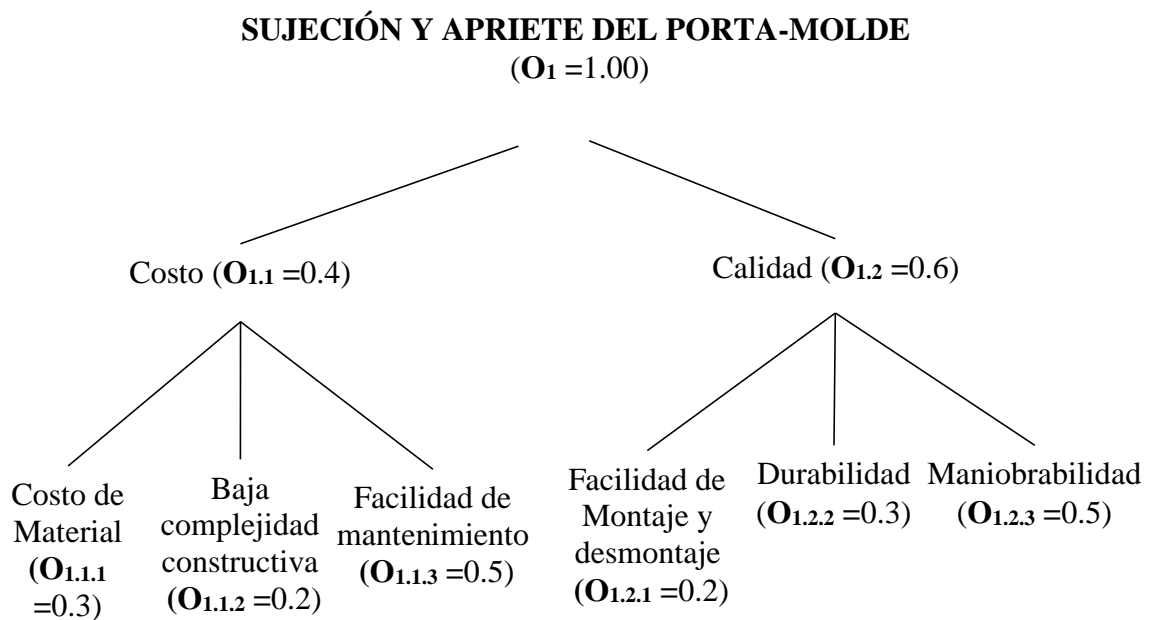 SUJECIÓN Y APRIETE DEL PORTA-MOLDE
(O1 =1.00)
Costo (O1.1 =0.4)
Calidad (O1.2 =0.6)
Costo de
Material
(O1.1.1
=0.3)
Baja
complejidad
constructiva
(O1.1.2 =0.2)
Facilidad de
mantenimiento
(O1.1.3 =0.5)
Facilidad de
Montaje y
desmontaje
(O1.2.1 =0.2)
Durabilidad
(O1.2.2 =0.3)
Maniobrabilidad
(O1.2.3 =0.5)